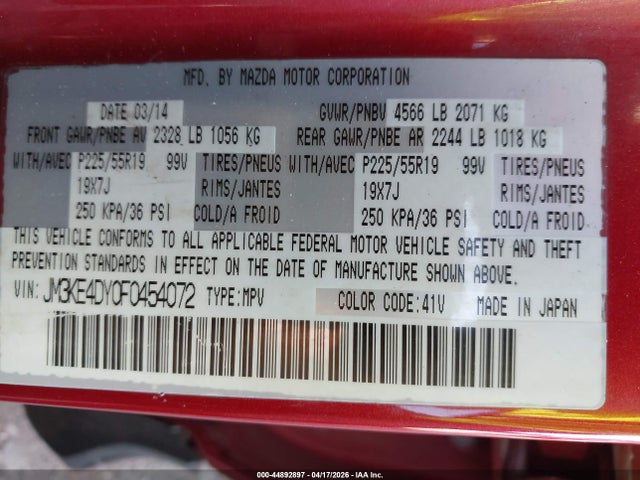 MFD. BY MAZDA MOTOR CORPORATION
DATE 03/14 GVWR/PNBV 4566 LB 2071 KG
FRONT GAWR/PNBE AV 2328 LB 1056 KG REAR GAWR/PNBE AR 2244 LB 1018 KG
WITH/AVEC P225/55R19 99V TIRES/PNEUS WITH/AVEC P225/55R19 99V TIRES/PNEUS
19X7J RIMS/JANTES 19X7J RIMS/JANTES
250 KPA/36 PSI COLD/A FROID 250 KPA/36 PSI COLD/A FROID
THIS VEHICLE CONFORMS TO ALL APPLICABLE FEDERAL MOTOR VEHICLE SAFETY AND THEFT
PREVENTION STANDARDS IN EFFECT ON THE DATE OF MANUFACTURE SHOWN ABOVE.
VIN: JM3KE4DY0F0454072 TYPE:MPV COLOR CODE:41V MADE IN JAPAN
000-44892897 - 04/17/2026 - IAA Inc.